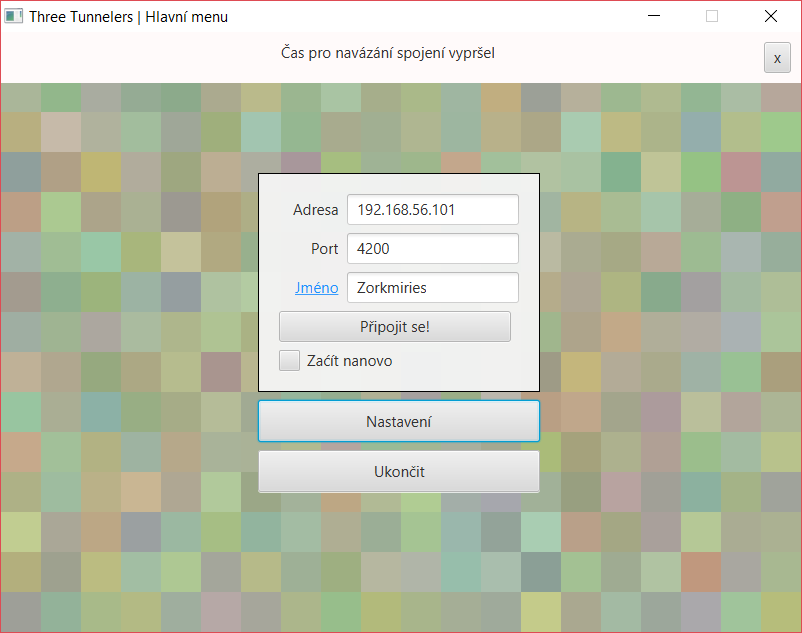 Three Tunnelers | Hlavní menu
Čas pro navázání spojení vypršel
x
Adresa 192.168.56.101
Port 4200
Jméno Zorkmiries
Připojit se!
Začít nanovo
Nastavení
Ukončit